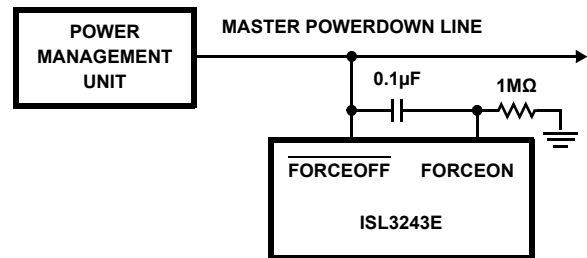 POWER
MANAGEMENT
UNIT
MASTER POWERDOWN LINE
0.1µF
1MΩ
FORCEOFF FORCEON
ISL3243E